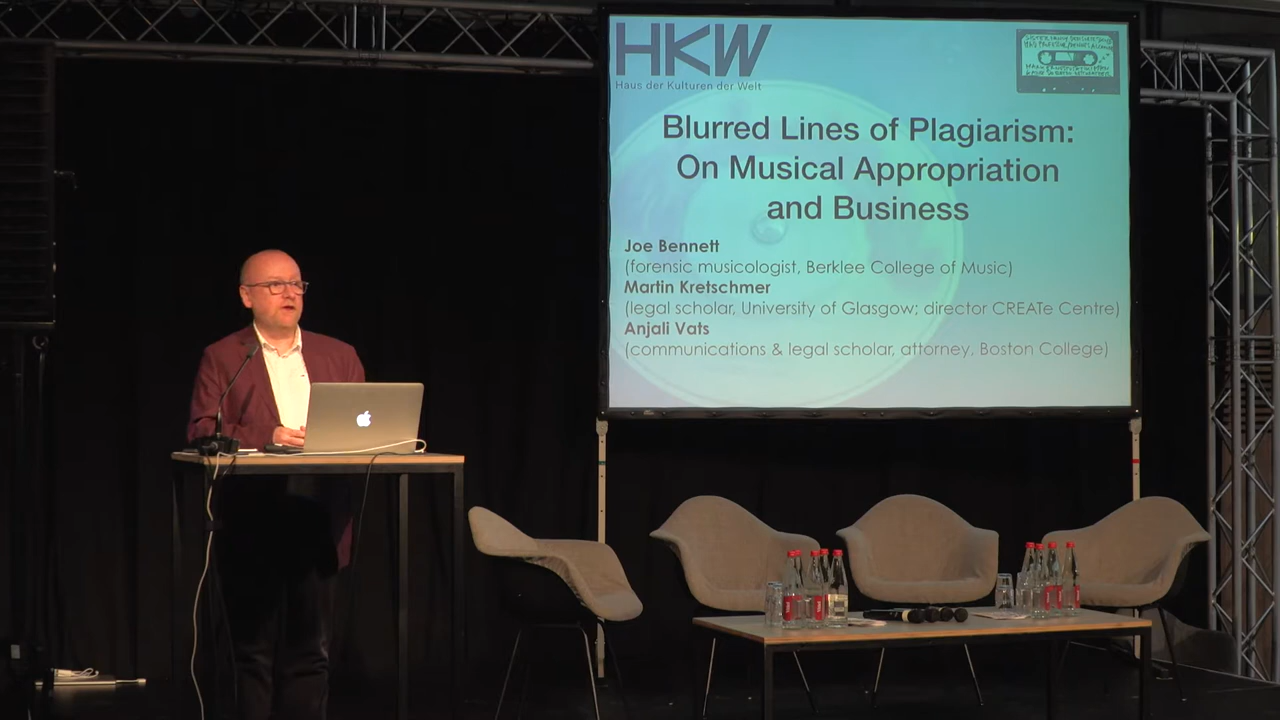 HKW
Haus der Kulturen der Welt
Blurred Lines of Plagiarism:
On Musical Appropriation
and Business
Joe Bennett
(forensic musicologist, Berklee College of Music)
Martin Kretschmer
(legal scholar, University of Glasgow; director CREATe Centre)
Anjali Vats
(communications & legal scholar, attorney, Boston College)